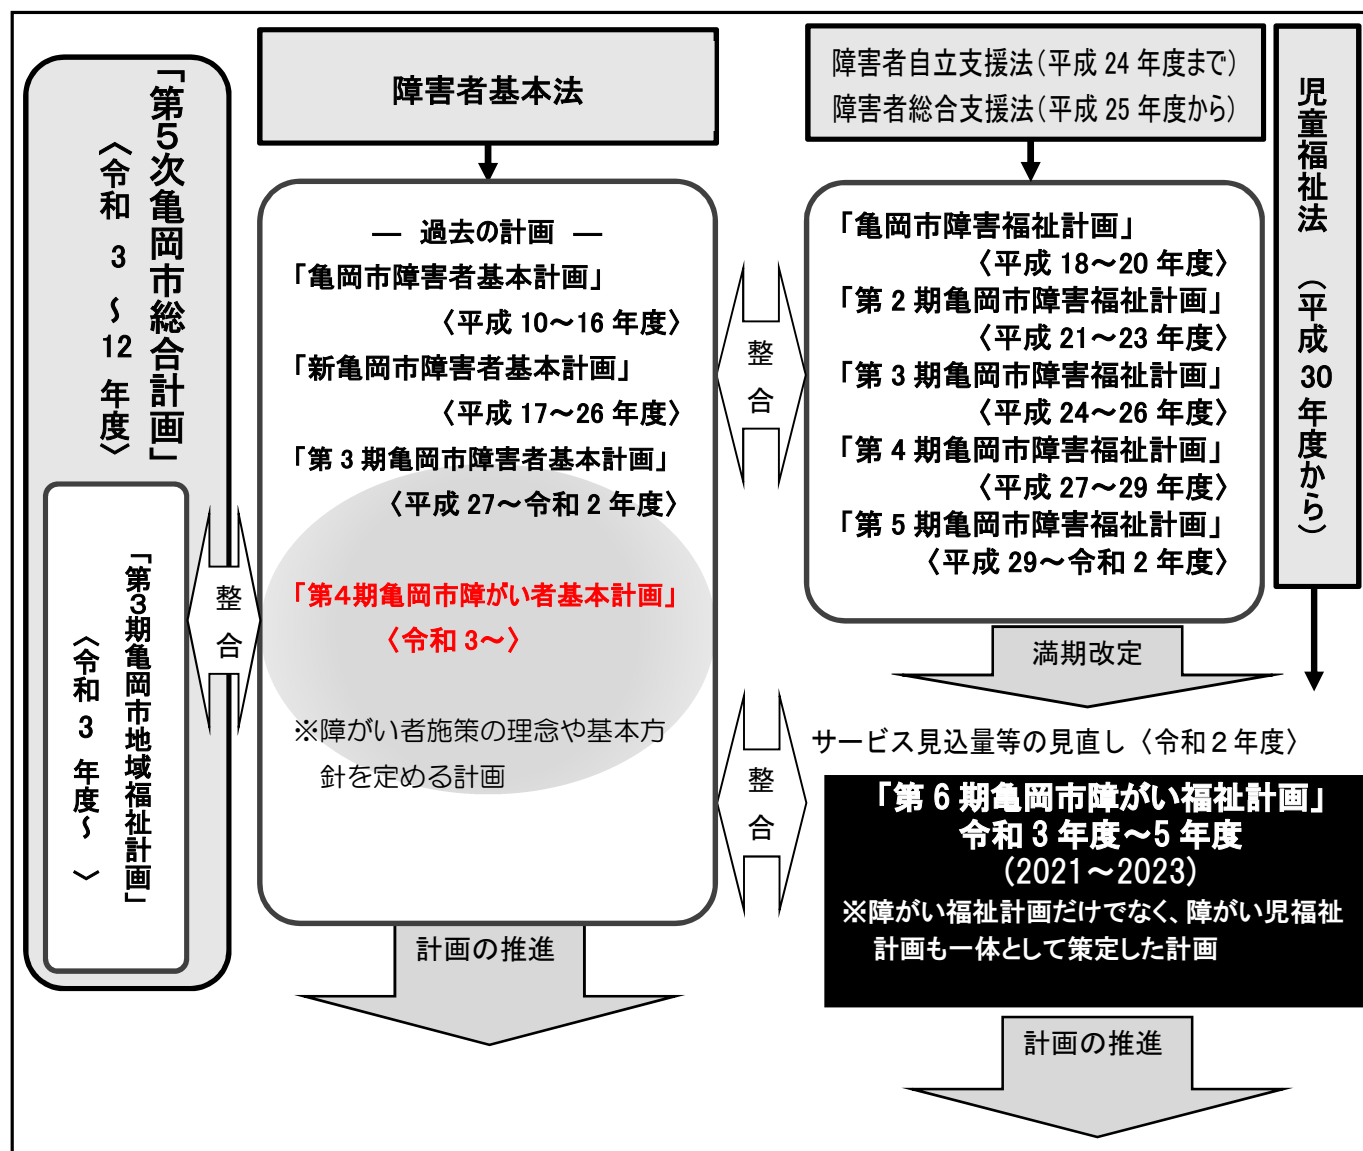 「第5次亀岡市総合計画」
〈令和 3 ~ 12 年度〉
「第3期亀岡市地域福祉計画」
〈令和 3 年度~ 〉
整
合
障害者基本法
― 過去の計画 ―
「亀岡市障害者基本計画」
〈平成 10～16 年度〉
「新亀岡市障害者基本計画」
〈平成 17～26 年度〉
「第 3 期亀岡市障害者基本計画」
〈平成 27～令和 2 年度〉
「第4期亀岡市障がい者基本計画」
〈令和 3～〉
※障がい者施策の理念や基本方
針を定める計画
計画の推進
整
合
整
合
障害者自立支援法（平成 24 年度まで）
障害者総合支援法（平成 25 年度から）
「亀岡市障害福祉計画」
〈平成 18～20 年度〉
「第 2 期亀岡市障害福祉計画」
〈平成 21～23 年度〉
「第 3 期亀岡市障害福祉計画」
〈平成 24～26 年度〉
「第 4 期亀岡市障害福祉計画」
〈平成 27～29 年度〉
「第 5 期亀岡市障害福祉計画」
〈平成 29～令和 2 年度〉
児童福祉法 （平成 30 年度から）
満期改定
サービス見込量等の見直し〈令和２年度〉
「第 6 期亀岡市障がい福祉計画」
令和 3 年度～5 年度
(2021～2023)
※障がい福祉計画だけでなく、障がい児福祉
計画も一体として策定した計画
計画の推進